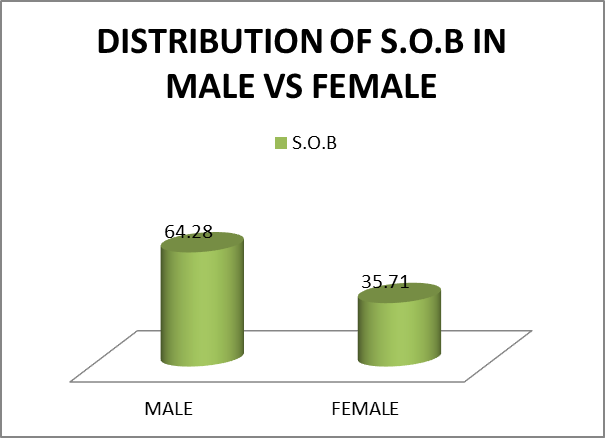 DISTRIBUTION OF S.O.B IN
MALE VS FEMALE
S.O.B
64.28
35.71
MALE
FEMALE